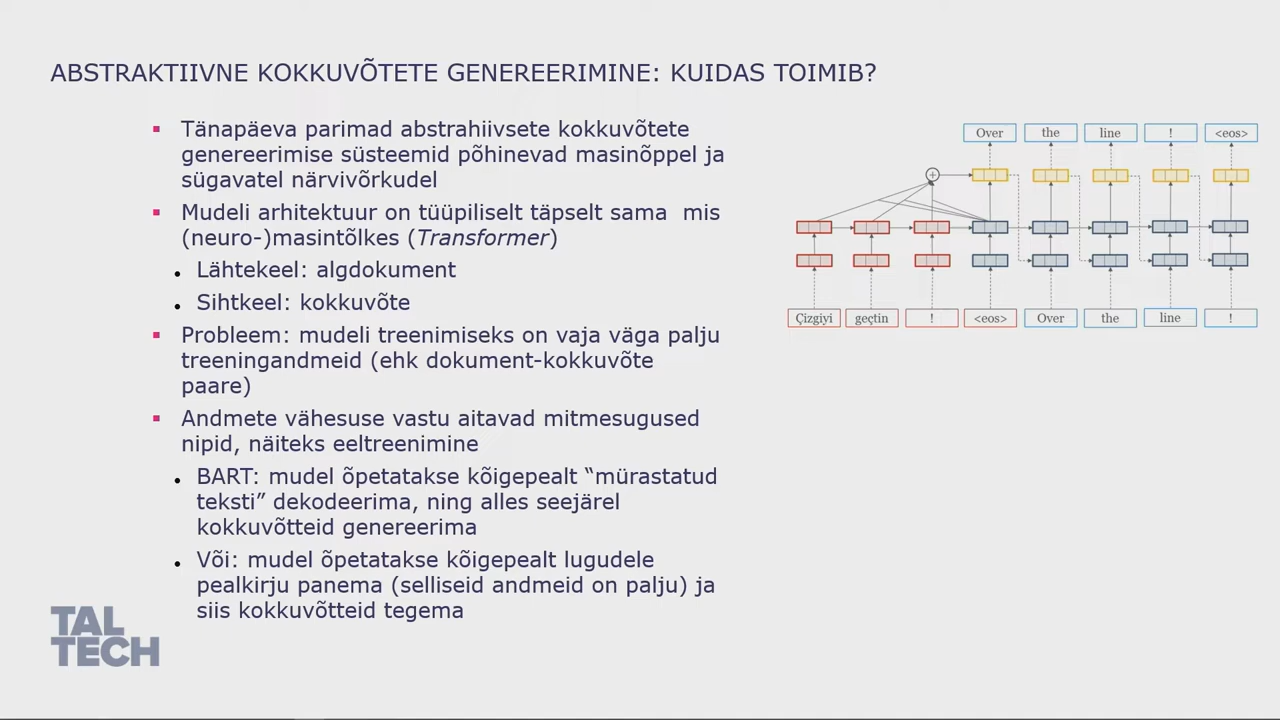 ABSTRAKTIIVNE KOKKUVÕTETE GENEREERIMINE: KUIDAS TOIMIB?
Tänapäeva parimad abstrahiivsete kokkuvõtete
genereerimise süsteemid põhinevad masinõppel ja
sügavatel närvivõrkudel
Mudeli arhitektuur on tüüpiliselt täpselt sama mis
(neuro-)masintõlkes (Transformer)
Lähtekeel: algdokument
Sihtkeel: kokkuvõte
Probleem: mudeli treenimiseks on vaja väga palju
treeningandmeid (ehk dokument-kokkuvõte
paare)
Andmete vähesuse vastu aitavad mitmesugused
nipid, näiteks eeltreenimine
BART: mudel õpetatakse kõigepealt “mürastatud
teksti” dekodeerima, ning alles seejärel
kokkuvõtteid genereerima
Või: mudel õpetatakse kõigepealt lugudele
pealkirju panema (selliseid andmeid on palju) ja
siis kokkuvõtteid tegema
Over the line ! <eos>
+
Çizgiyi geçtin ! <eos> Over the line !
TAL
TECH